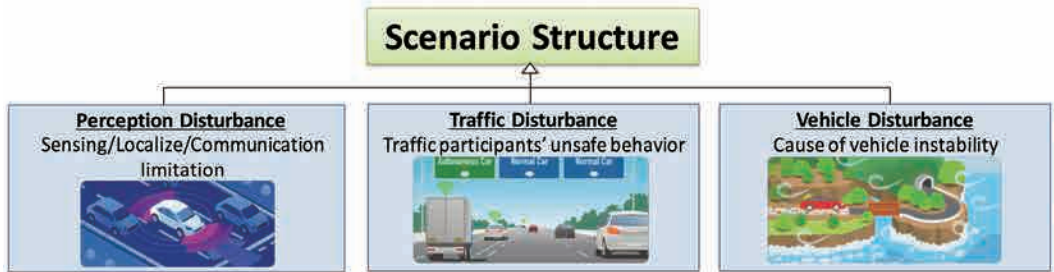 Scenario Structure
Perception Disturbance
Sensing/Localize/Communication
limitation
Traffic Disturbance
Traffic participants' unsafe behavior
Autonomous Car
Normal Car
Normal Car
Vehicle Disturbance
Cause of vehicle instability